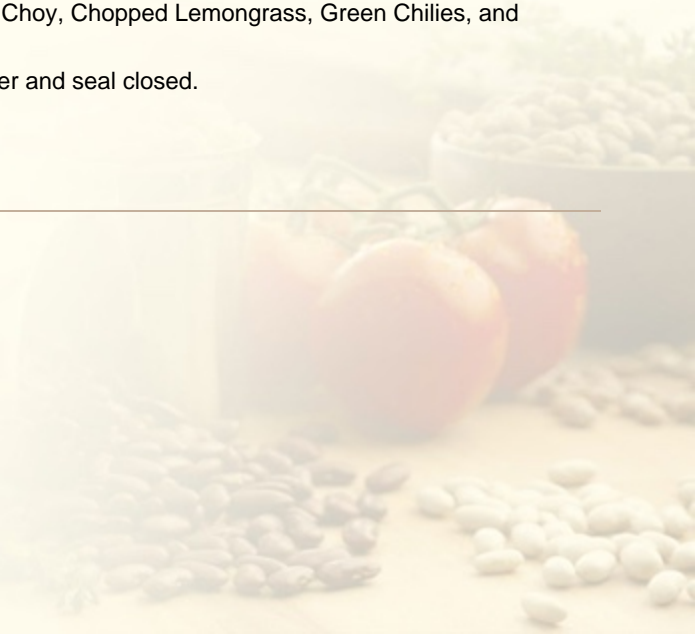 Choy, Chopped Lemongrass, Green Chilies, and
er and seal closed.